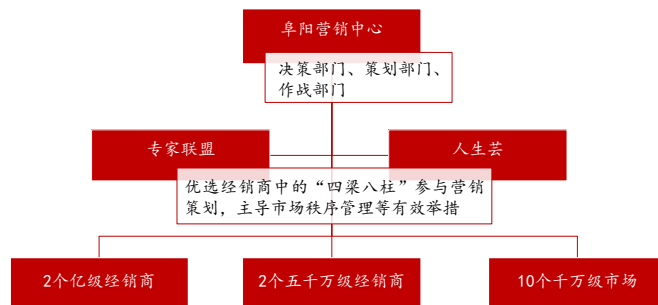 阜阳营销中心
决策部门、策划部门、
作战部门
专家联盟
人生芸
优选经销商中的“四梁八柱”参与营销
策划，主导市场秩序管理等有效举措
2个亿级经销商
2个五千万级经销商
10个千万级市场